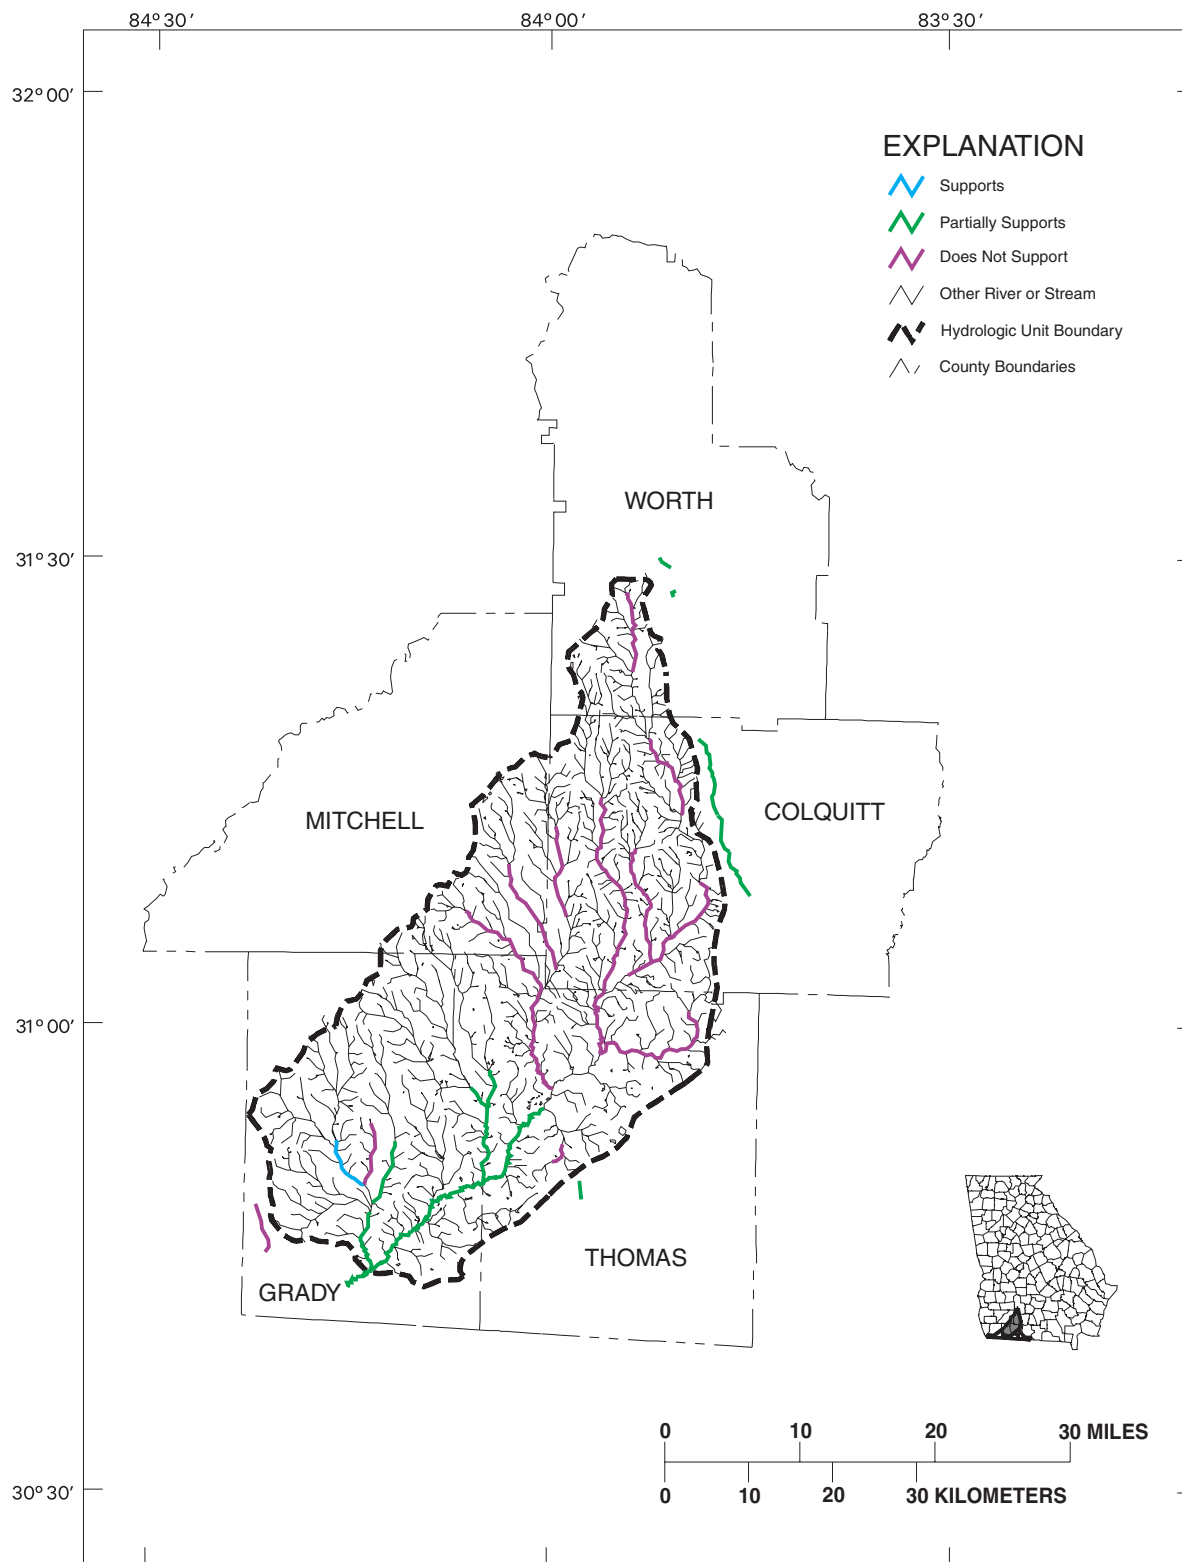 84° 30′ 84° 00′ 83° 30′
32° 00′
EXPLANATION
Supports
Partially Supports
Does Not Support
Other River or Stream
Hydrologic Unit Boundary
County Boundaries
WORTH
31° 30′
MITCHELL
COLQUITT
31° 00′
THOMAS
GRADY
0 10 20 30 MILES
0 10 20 30 KILOMETERS
30° 30′